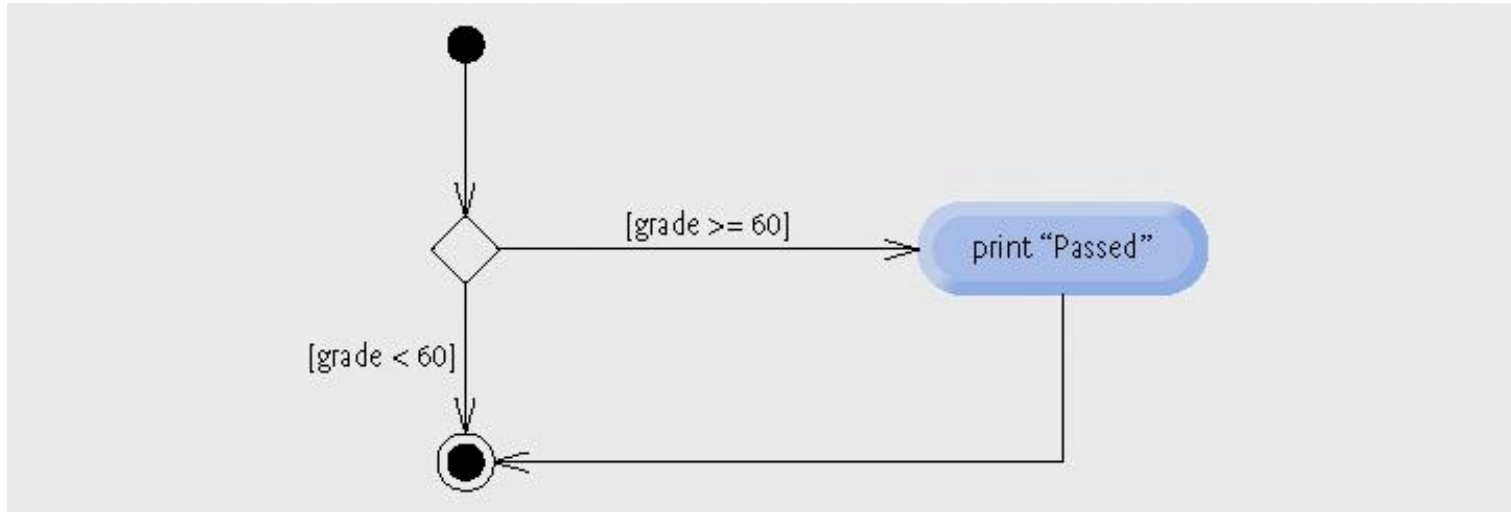 [grade >= 60]
print “Passed”
[grade < 60]